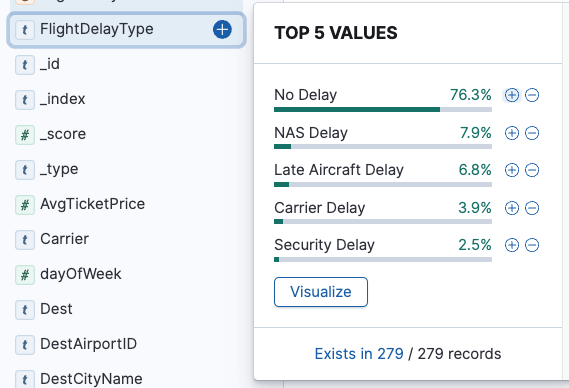 t FlightDelayType
t _id
t _index
# _score
t _type
# AvgTicketPrice
t Carrier
# dayOfWeek
t Dest
t DestAirportID
t DestCityName
TOP 5 VALUES
No Delay 76.3%
NAS Delay 7.9%
Late Aircraft Delay 6.8%
Carrier Delay 3.9%
Security Delay 2.5%
Visualize
Exists in 279 / 279 records